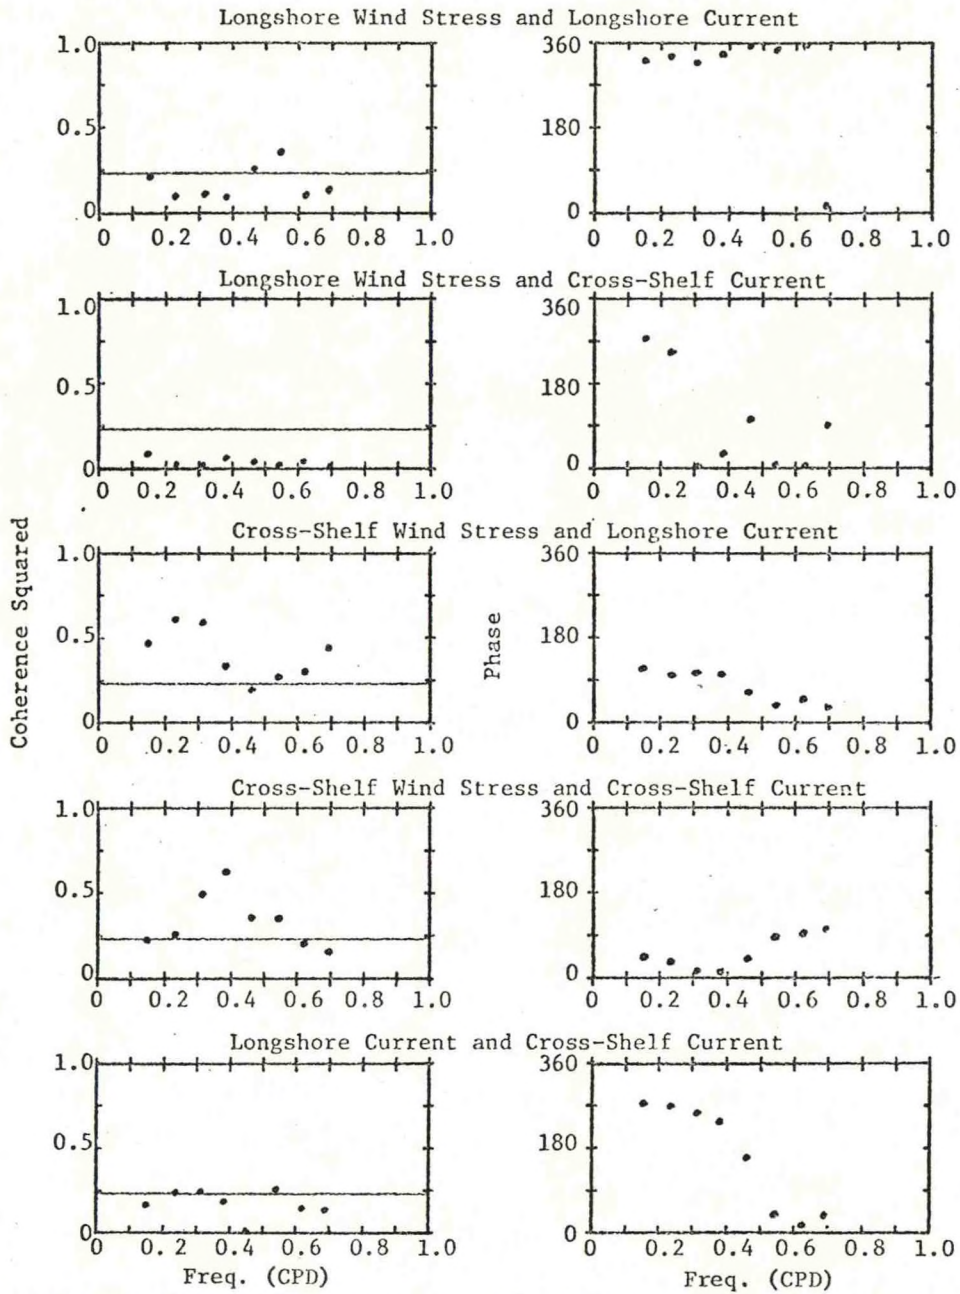 Longshore Wind Stress and Longshore Current
1.0 360
0.5 180
0 0
0 0.2 0.4 0.6 0.8 1.0 0 0.2 0.4 0.6 0.8 1.0
Longshore Wind Stress and Cross-Shelf Current
1.0 360
0.5 180
0 0
0 0.2 0.4 0.6 0.8 1.0 0 0.2 0.4 0.6 0.8 1.0
Cross-Shelf Wind Stress and Longshore Current
1.0 360
Coherence Squared
0.5 180
Phase
0 0
0 0.2 0.4 0.6 0.8 1.0 0 0.2 0.4 0.6 0.8 1.0
Cross-Shelf Wind Stress and Cross-Shelf Current
1.0 360
0.5 180
0 0
0 0.2 0.4 0.6 0.8 1.0 0 0.2 0.4 0.6 0.8 1.0
Longshore Current and Cross-Shelf Current
1.0 360
0.5 180
0 0
0 0.2 0.4 0.6 0.8 1.0 0 0.2 0.4 0.6 0.8 1.0
Freq. (CPD) Freq. (CPD)